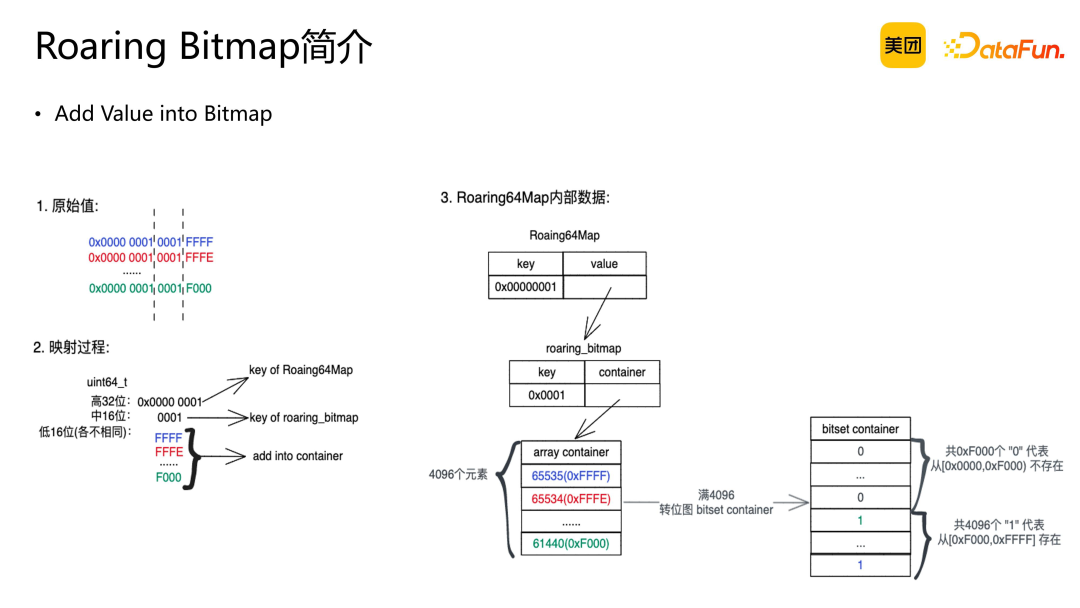 Roaring Bitmap简介
美团
DataFun.
• Add Value into Bitmap
1. 原始值:
0x0000 0001 0001 FFFF
0x0000 0001 0001 FFFE
......
0x0000 0001 0001 F000
2. 映射过程:
uint64_t
高32位: 0x0000 0001
中16位: 0001
低16位(各不相同):
FFFF
FFFE
......
F000
key of Roaing64Map
key of roaring_bitmap
add into container
3. Roaring64Map内部数据:
Roaing64Map
key value
0x00000001
roaring_bitmap
key container
0x0001
4096个元素
array container
65535(0xFFFF)
65534(0xFFFE)
......
61440(0xF000)
满4096
转位图 bitset container
bitset container
0
...
0
1
...
1
共0xF000个 "0" 代表
从[0x0000,0xF000) 不存在
共4096个 "1" 代表
从[0xF000,0xFFFF] 存在